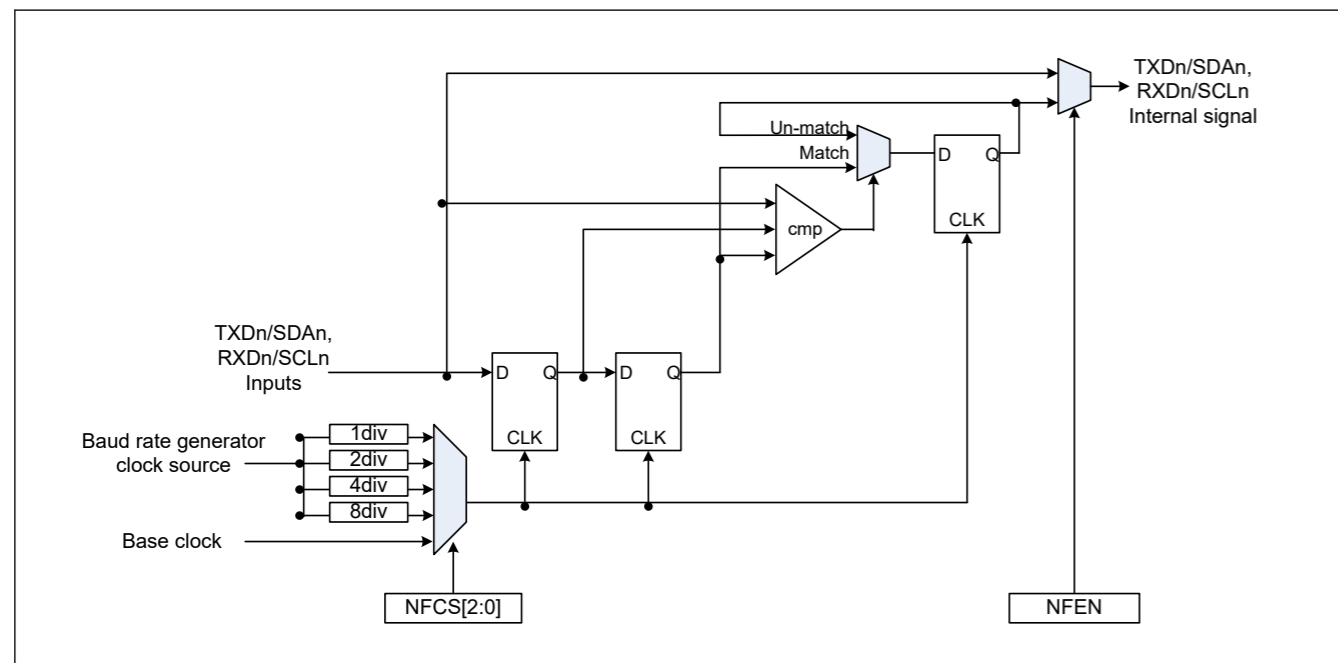 TXDn/SDAn,
RXDn/SCLn
Internal signal
Un-match
Match
D
Q
CLK
cmp
TXDn/SDAn,
RXDn/SCLn
Inputs
D
Q
CLK
D
Q
CLK
Baud rate generator
clock source
1div
2div
4div
8div
Base clock
NFCS[2:0]
NFEN